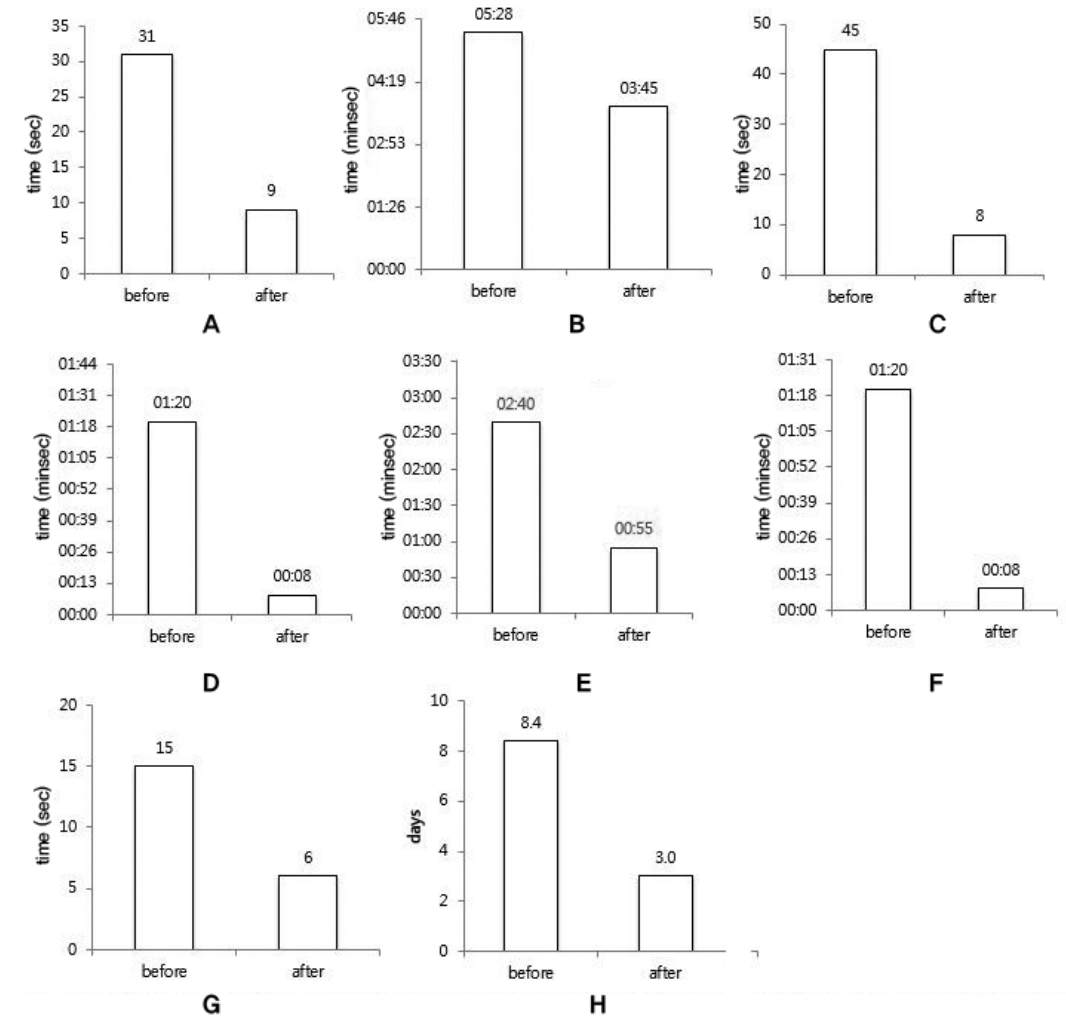 35
30
25
20
15
10
5
0
time (sec)
31
9
before after
A
05:46
04:19
02:53
01:26
00:00
time (minsec)
05:28
03:45
before after
B
50
40
30
20
10
0
time (sec)
45
8
before after
C
01:44
01:31
01:18
01:05
00:52
00:39
00:26
00:13
00:00
time (minsec)
01:20
00:08
before after
D
03:30
03:00
02:30
02:00
01:30
01:00
00:30
00:00
time (minsec)
02:40
00:55
before after
E
01:31
01:18
01:05
00:52
00:39
00:26
00:13
00:00
time (minsec)
01:20
00:08
before after
F
20
15
10
5
0
time (sec)
15
6
before after
G
10
8
6
4
2
0
days
8.4
3.0
before after
H